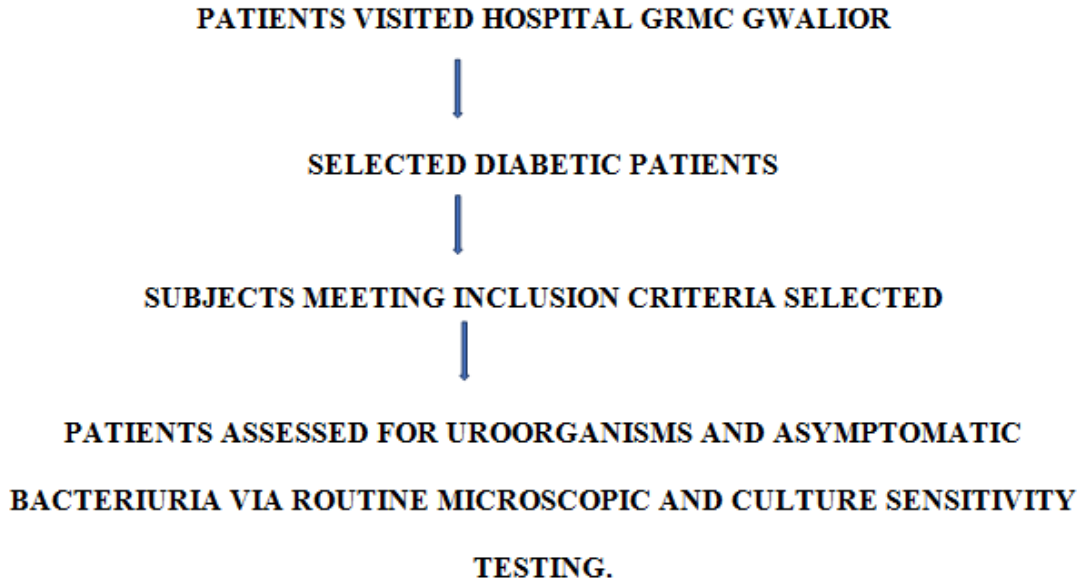 PATIENTS VISITED HOSPITAL GRMC GWALIOR
SELECTED DIABETIC PATIENTS
SUBJECTS MEETING INCLUSION CRITERIA SELECTED
PATIENTS ASSESSED FOR UROORGANISMS AND ASYMPTOMATIC
BACTERIURIA VIA ROUTINE MICROSCOPIC AND CULTURE SENSITIVITY
TESTING.